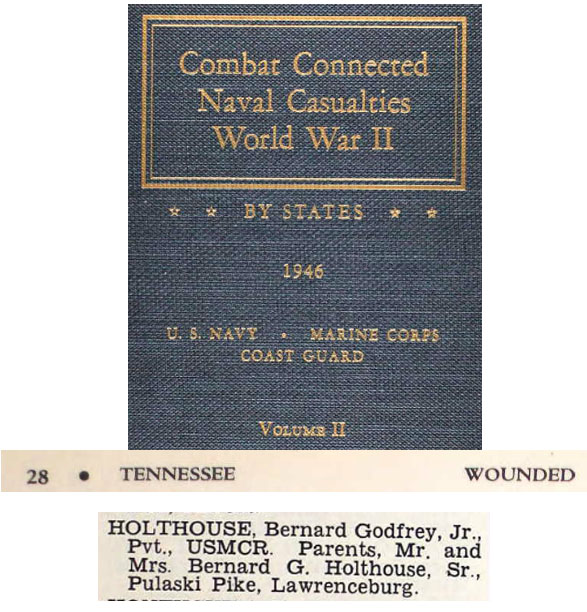 Combat Connected
Naval Casualties
World War II
☆ ☆ BY STATES ☆ ☆
1946
U. S. NAVY • MARINE CORPS
COAST GUARD
VOLUME II
28 • TENNESSEE WOUNDED
HOLTHOUSE, Bernard Godfrey, Jr.,
Pvt., USMCR. Parents, Mr. and
Mrs. Bernard G. Holthouse, Sr.,
Pulaski Pike, Lawrenceburg.